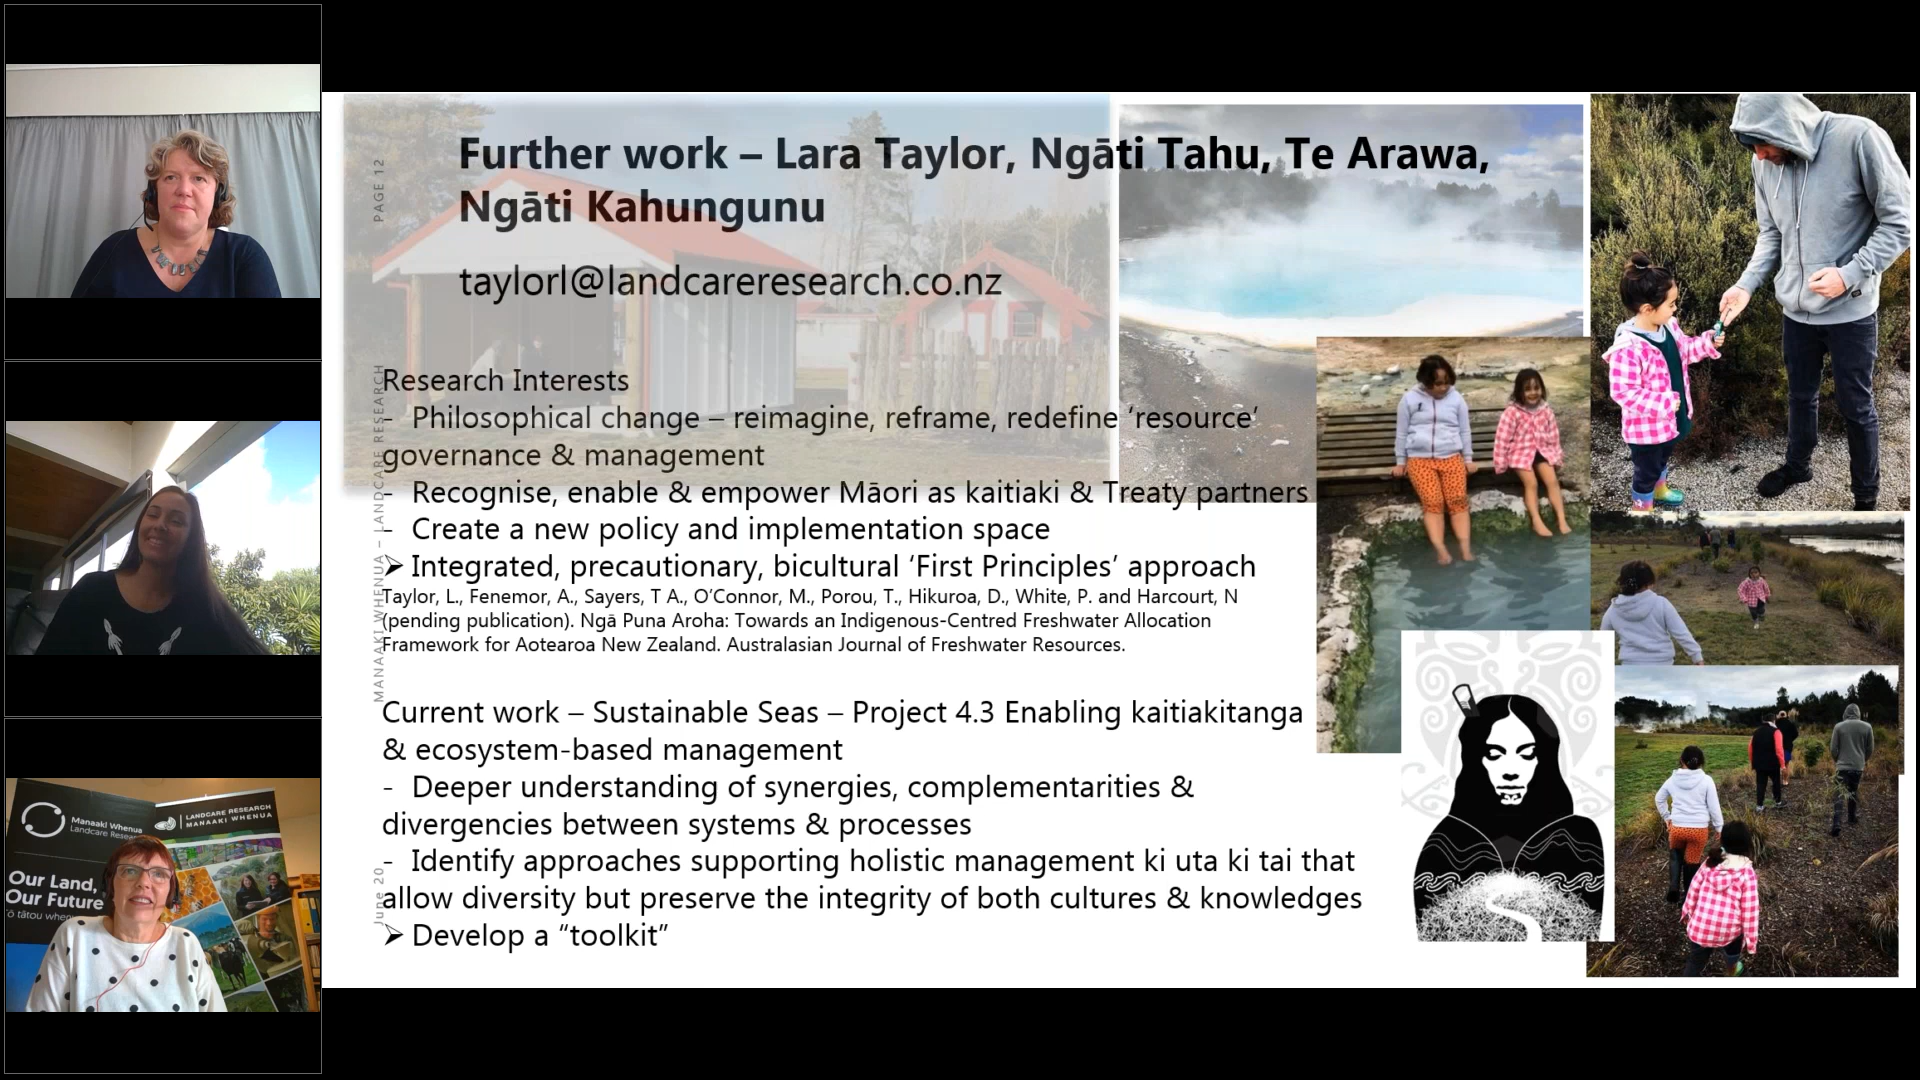 Further work – Lara Taylor, Ngāti Tahu, Te Arawa,
Ngāti Kahungunu
taylorl@landcareresearch.co.nz
Research Interests
- Philosophical change – reimagine, reframe, redefine ‘resource’
governance & management
- Recognise, enable & empower Māori as kaitiaki & Treaty partners
- Create a new policy and implementation space
➢ Integrated, precautionary, bicultural ‘First Principles’ approach
Taylor, L., Fenemor, A., Sayers, T A., O’Connor, M., Porou, T., Hikuroa, D., White, P. and Harcourt, N
(pending publication). Ngā Puna Aroha: Towards an Indigenous-Centred Freshwater Allocation
Framework for Aotearoa New Zealand. Australasian Journal of Freshwater Resources.
Current work – Sustainable Seas – Project 4.3 Enabling kaitiakitanga
& ecosystem-based management
- Deeper understanding of synergies, complementarities &
divergencies between systems & processes
- Identify approaches supporting holistic management ki uta ki tai that
allow diversity but preserve the integrity of both cultures & knowledges
➢ Develop a “toolkit”
PAGE 12
MANAAKI WHENUA – LANDCARE RESEARCH
June 20
Manaaki Whenua
Landcare Research
LANDCARE RESEARCH
MANAAKI WHENUA
Our Land,
Our Future
tātou